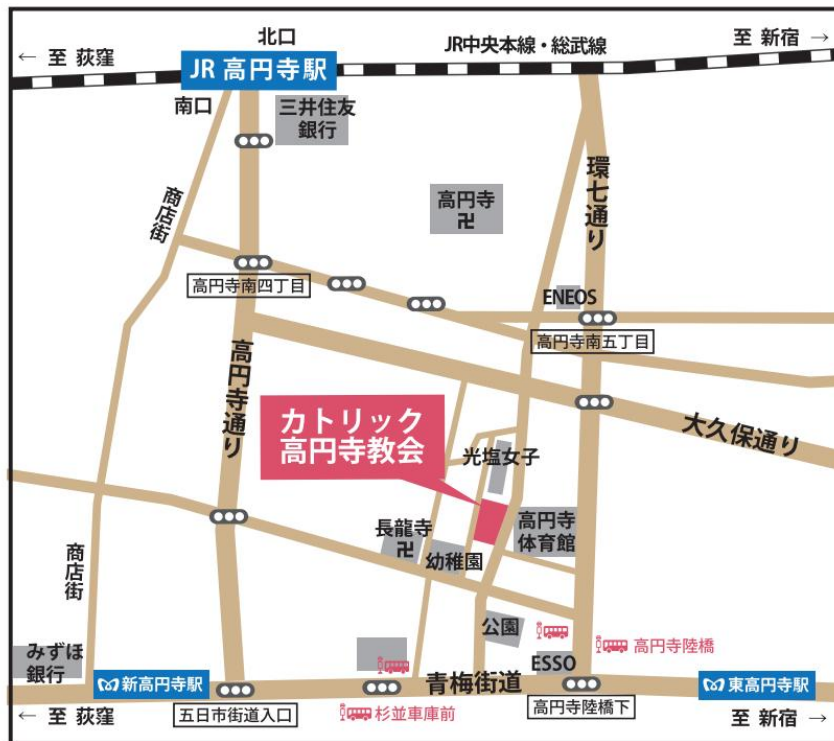 北口
JR中央本線・総武線
至 新宿 →
← 至 荻窪
JR 高円寺駅
南口
三井住友
銀行
環七通り
商店街
高円寺
卍
高円寺南四丁目
ENEOS
高円寺南五丁目
高円寺通り
カトリック
高円寺教会
大久保通り
光塩女子
長龍寺
卍
高円寺
体育館
幼稚園
商店街
公園
高円寺陸橋
みずほ
銀行
ESSO
新高円寺駅
青梅街道
東高円寺駅
← 至 荻窪
五日市街道入口
杉並車庫前
高円寺陸橋下
至 新宿 →